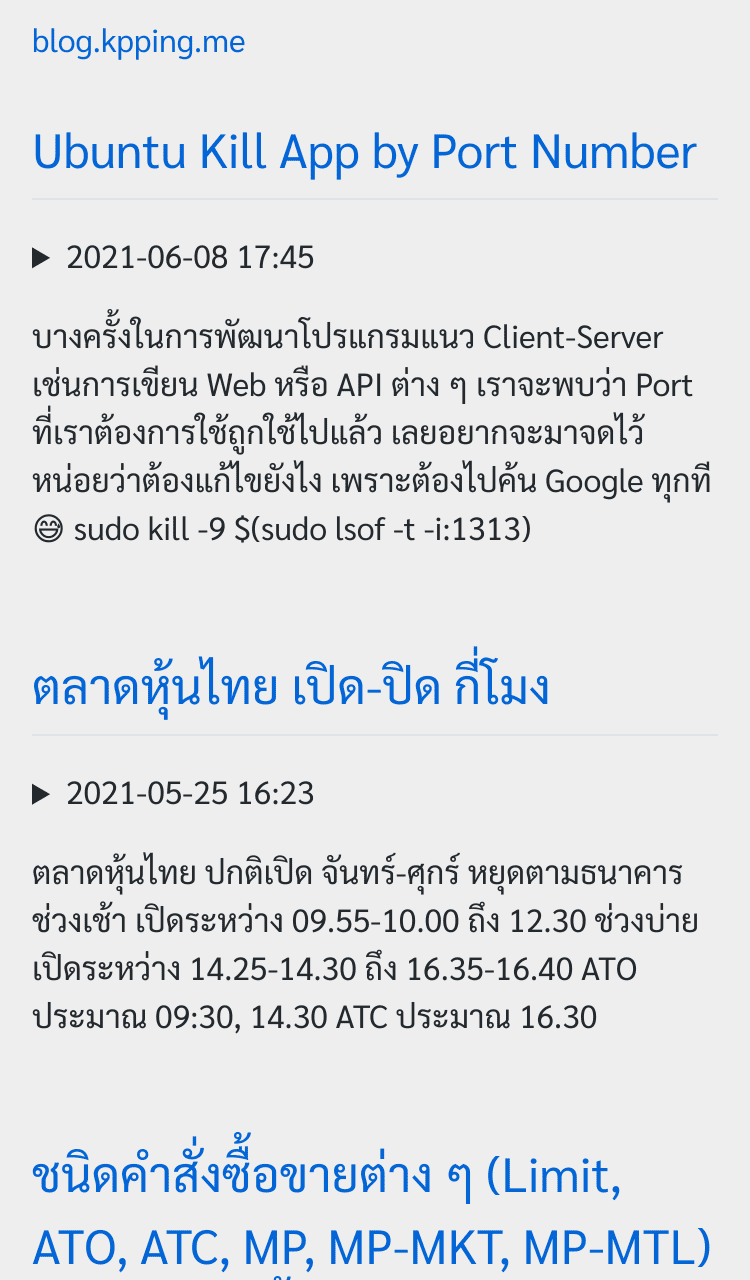 blog.kpping.me
Ubuntu Kill App by Port Number
▶ 2021-06-08 17:45
บางครั้งในการพัฒนาโปรแกรมแนว Client-Server
เช่นการเขียน Web หรือ API ต่าง ๆ เราจะพบว่า Port
ที่เราต้องการใช้ถูกใช้ไปแล้ว เลยอยากจะมาจดไว้
หน่อยว่าต้องแก้ไขยังไง เพราะต้องไปค้น Google ทุกที
😅 sudo kill -9 $(sudo lsof -t -i:1313)
ตลาดหุ้นไทย เปิด-ปิด กี่โมง
▶ 2021-05-25 16:23
ตลาดหุ้นไทย ปกติเปิด จันทร์-ศุกร์ หยุดตามธนาคาร
ช่วงเช้า เปิดระหว่าง 09.55-10.00 ถึง 12.30 ช่วงบ่าย
เปิดระหว่าง 14.25-14.30 ถึง 16.35-16.40 ATO
ประมาณ 09:30, 14.30 ATC ประมาณ 16.30
ชนิดคำสั่งซื้อขายต่าง ๆ (Limit,
ATO, ATC, MP, MP-MKT, MP-MTL)